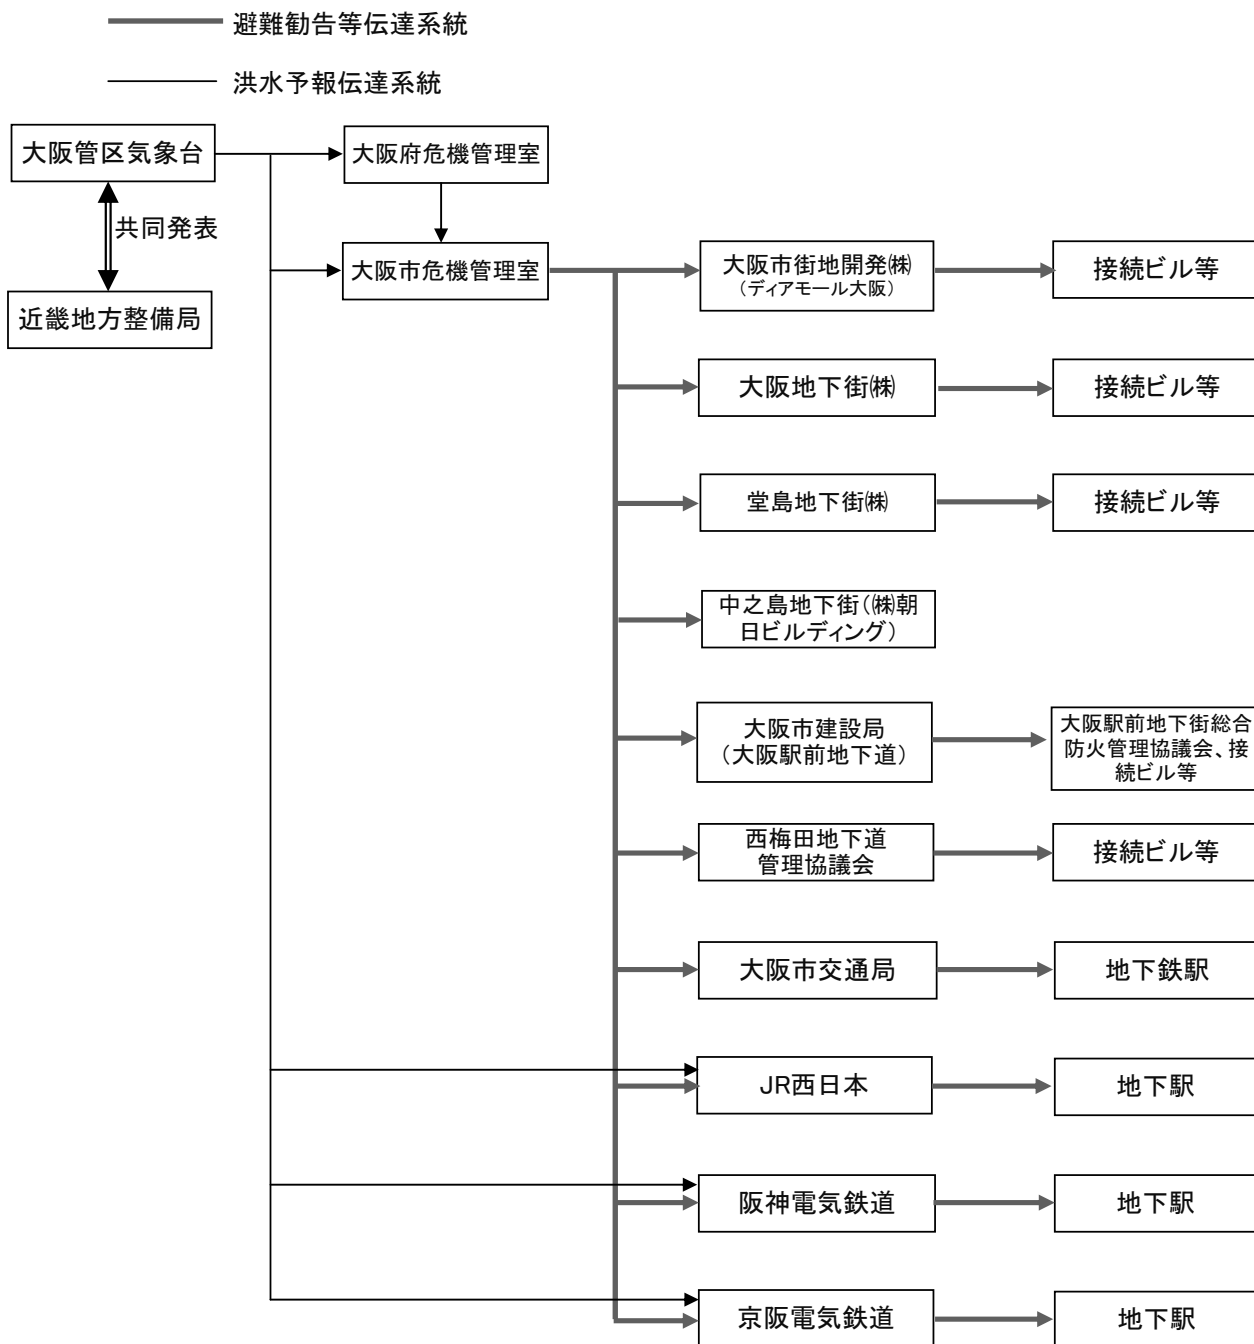 避難勧告等伝達系統
洪水予報伝達系統
大阪管区気象台
大阪府危機管理室
共同発表
大阪市危機管理室
大阪市街地開発㈱
（ディアモール大阪）
接続ビル等
近畿地方整備局
大阪地下街㈱
接続ビル等
堂島地下街㈱
接続ビル等
中之島地下街（㈱朝
日ビルディング）
大阪市建設局
（大阪駅前地下道）
大阪駅前地下街総合
防火管理協議会、接
続ビル等
西梅田地下道
管理協議会
接続ビル等
大阪市交通局
地下鉄駅
JR西日本
地下駅
阪神電気鉄道
地下駅
京阪電気鉄道
地下駅